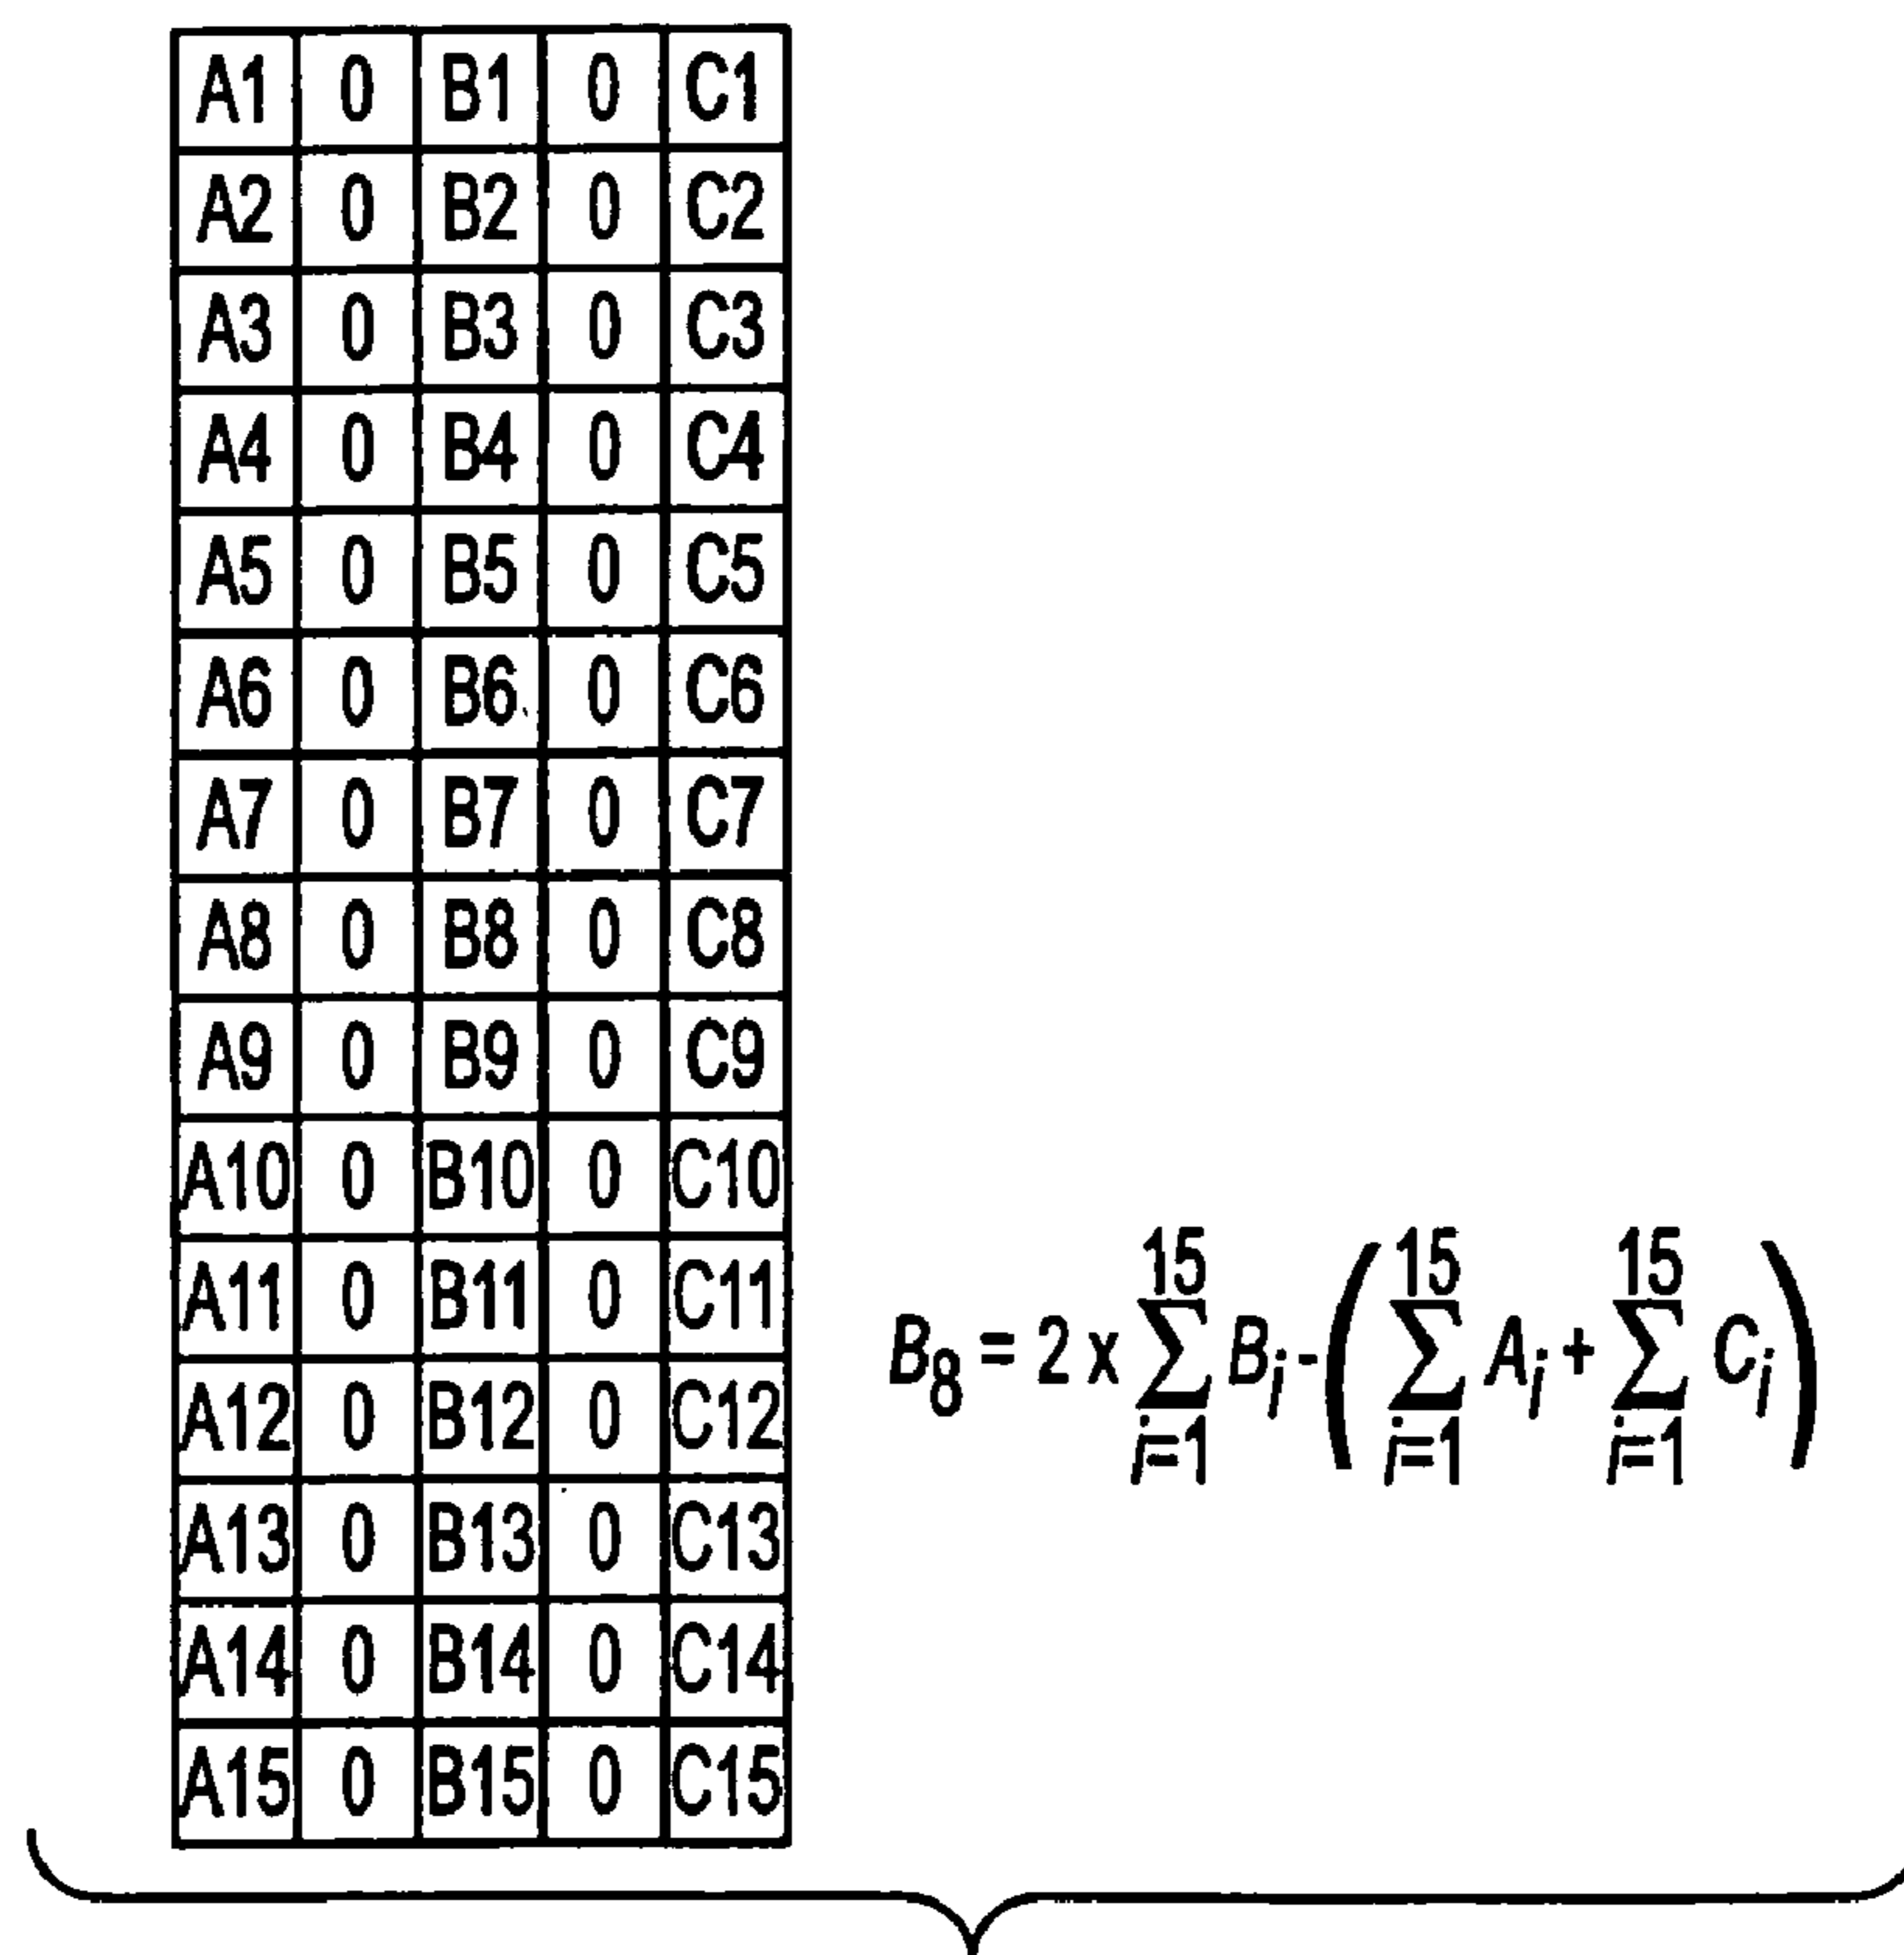 A1 0 B1 0 C1
A2 0 B2 0 C2
A3 0 B3 0 C3
A4 0 B4 0 C4
A5 0 B5 0 C5
A6 0 B6 0 C6
A7 0 B7 0 C7
A8 0 B8 0 C8
A9 0 B9 0 C9
A10 0 B10 0 C10
A11 0 B11 0 C11
A12 0 B12 0 C12
A13 0 B13 0 C13
A14 0 B14 0 C14
A15 0 B15 0 C15
15 15 15
B8 = 2 x ∑ Bi - ( ∑ Ai + ∑ Ci )
i=1 i=1 i=1